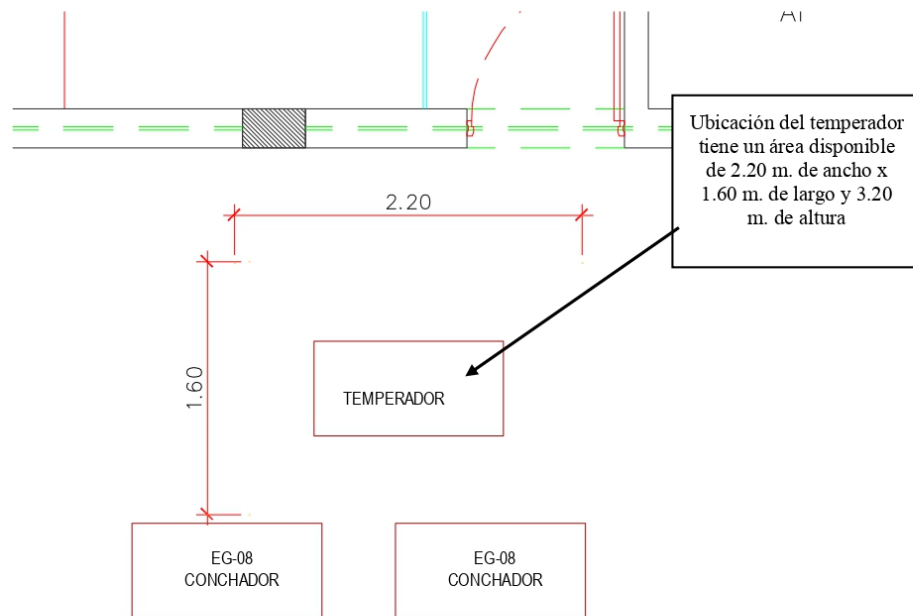 Ubicación del temperador
tiene un área disponible
de 2.20 m. de ancho x
1.60 m. de largo y 3.20
m. de altura
2.20
1.60
TEMPERADOR
EG-08
CONCHADOR
EG-08
CONCHADOR